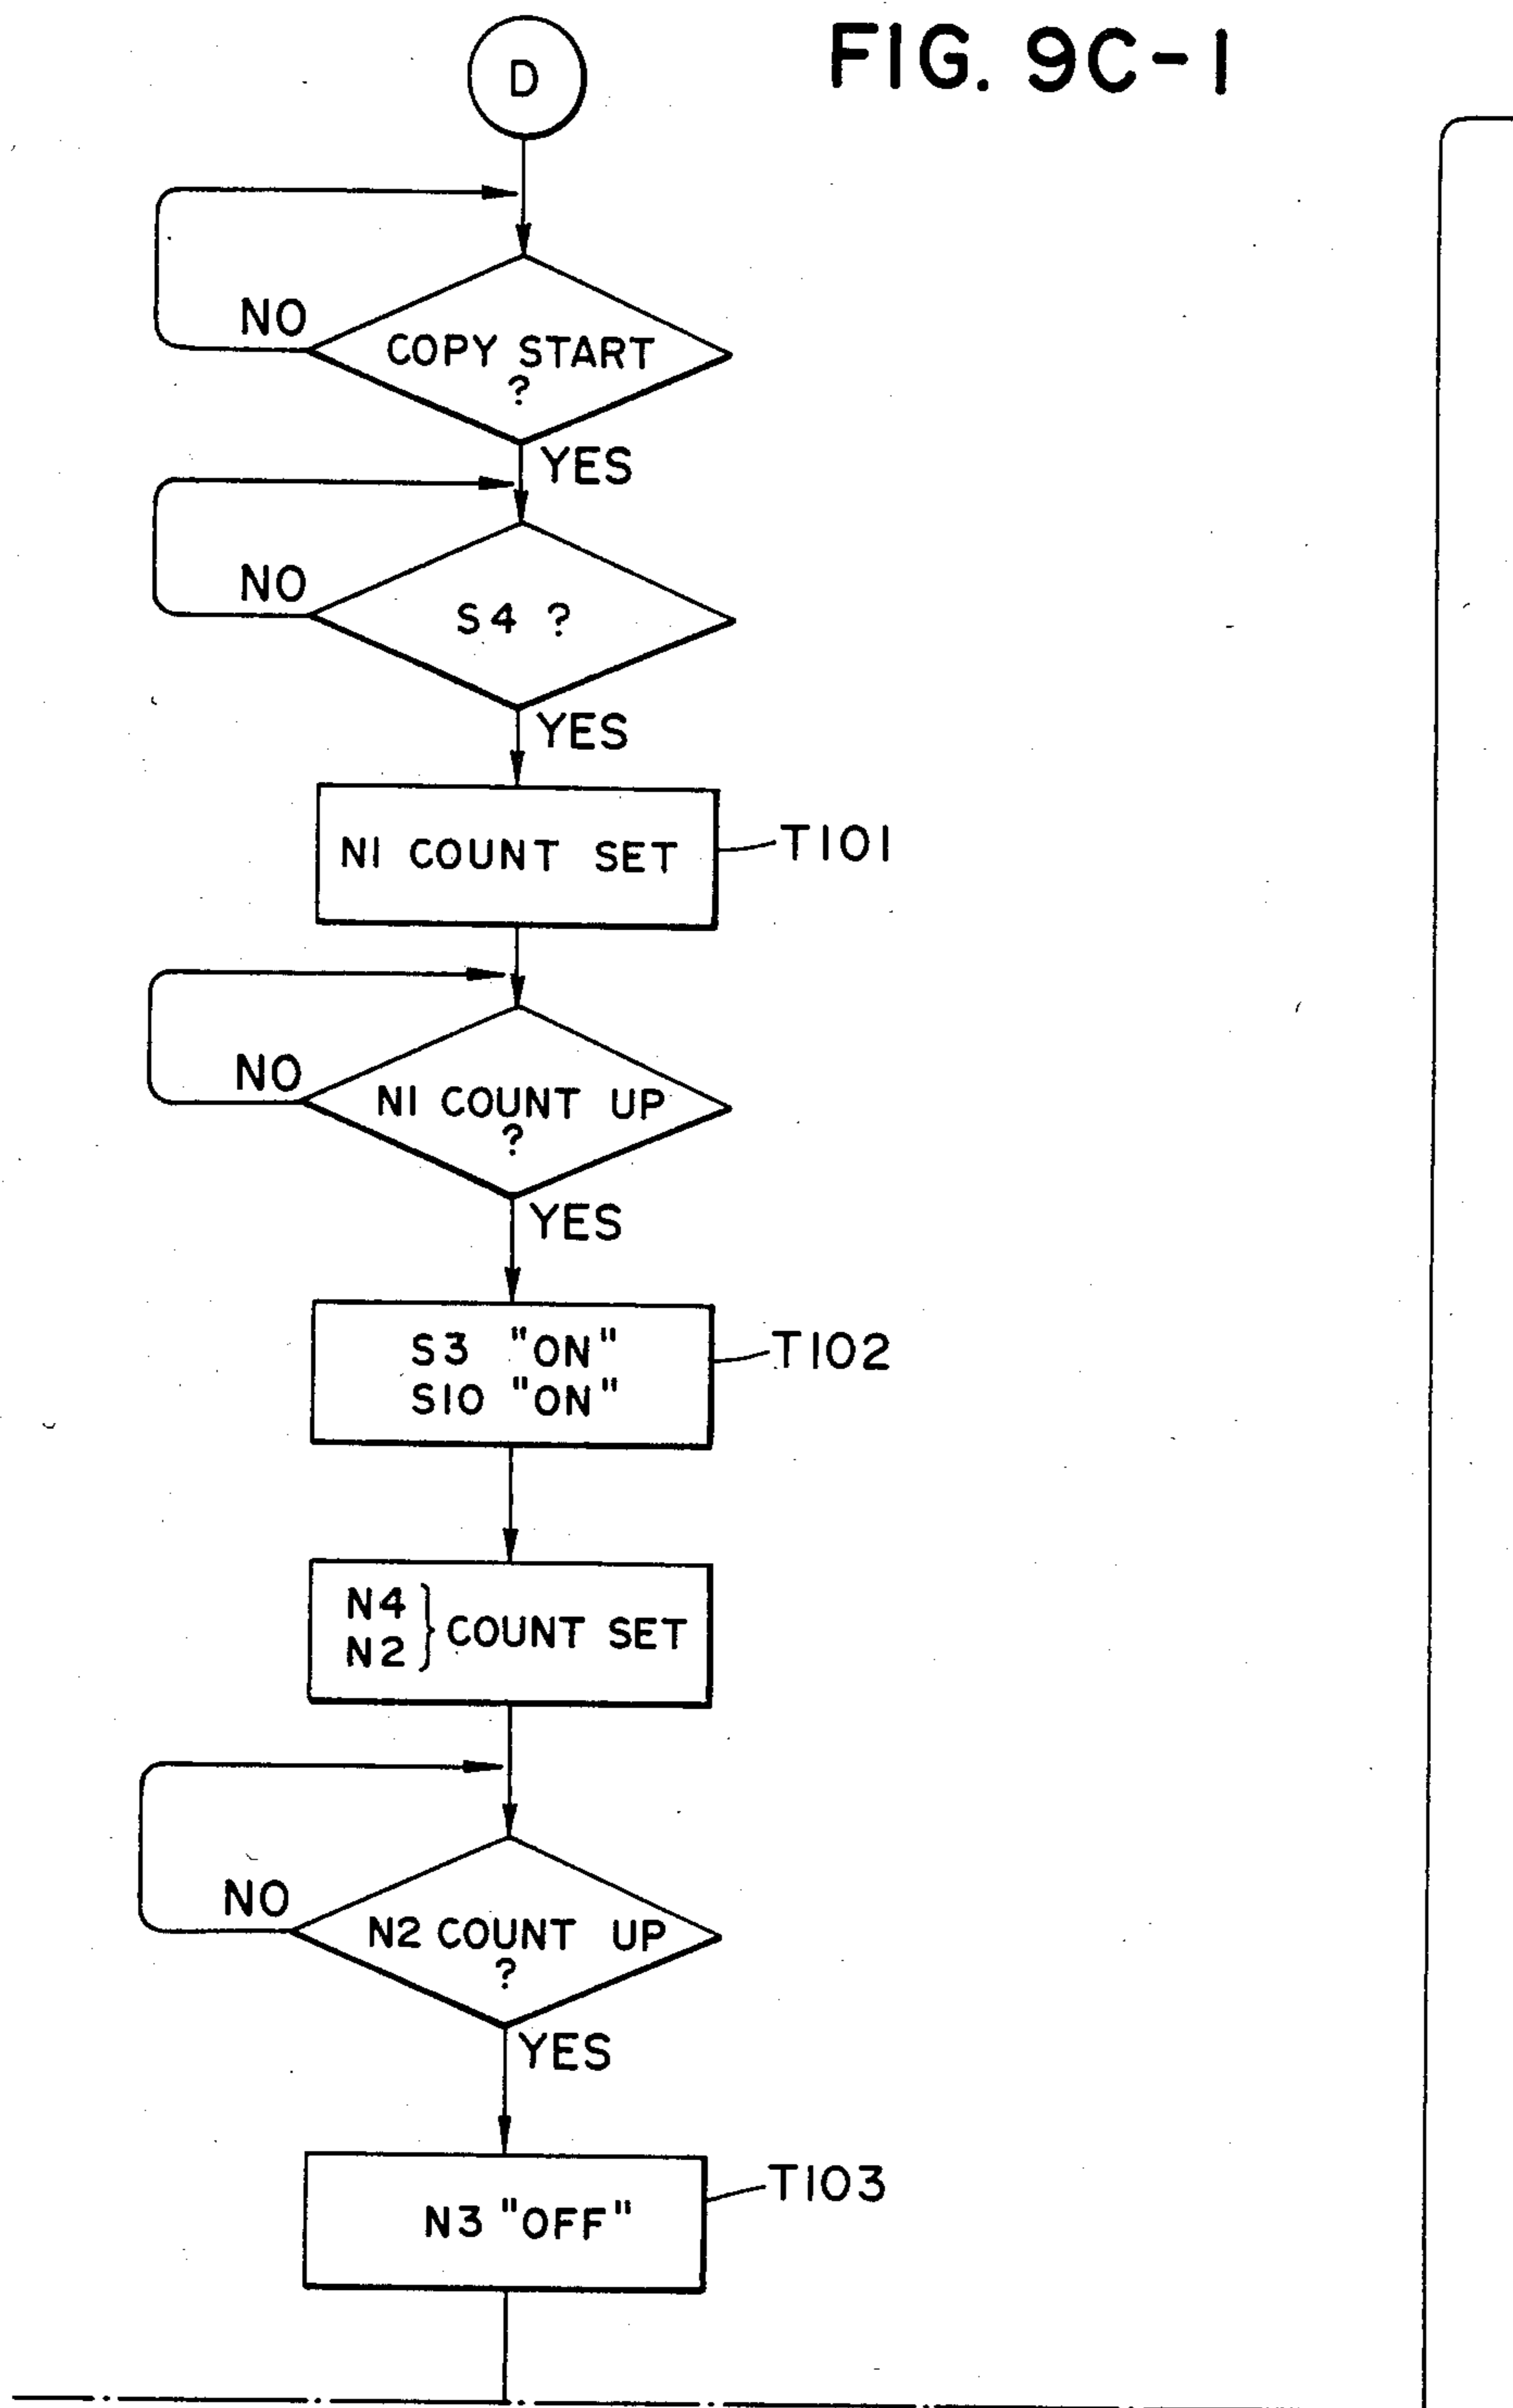 FIG. 9C-1
D
NO
COPY START
?
YES
NO
S4 ?
YES
N1 COUNT SET
T101
NO
N1 COUNT UP
?
YES
S3 "ON"
S10 "ON"
T102
N4
N2
COUNT SET
NO
N2 COUNT UP
?
YES
N3 "OFF"
T103